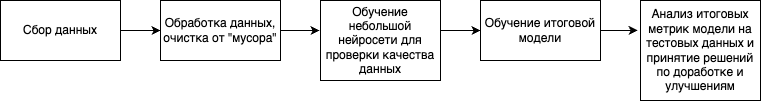 Сбор данных
Обработка данных,
очистка от "мусора"
Обучение
небольшой
нейросети для
проверки качества
данных
Обучение итоговой
модели
Анализ итоговых
метрик модели на
тестовых данных и
принятие решений
по доработке и
улучшениям